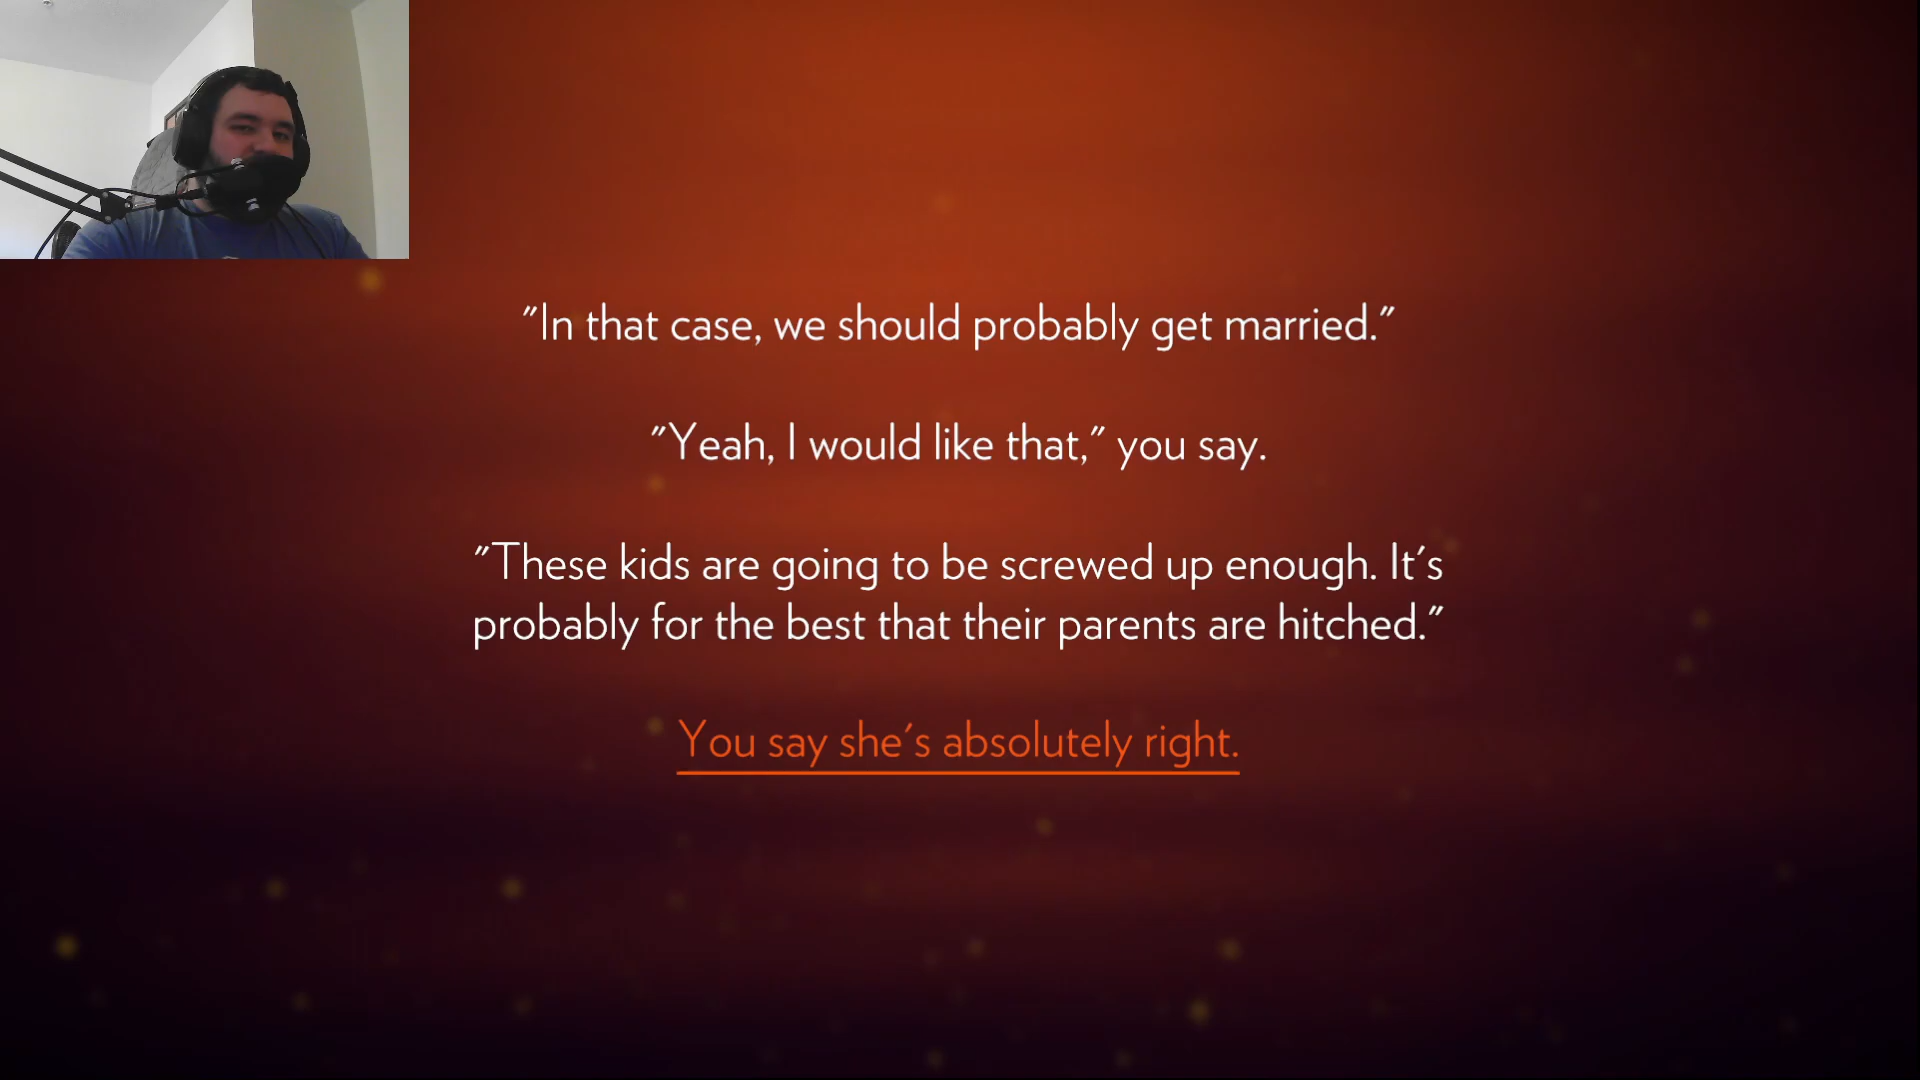 "In that case, we should probably get married."
"Yeah, I would like that," you say.
"These kids are going to be screwed up enough. It's
probably for the best that their parents are hitched."
You say she's absolutely right.